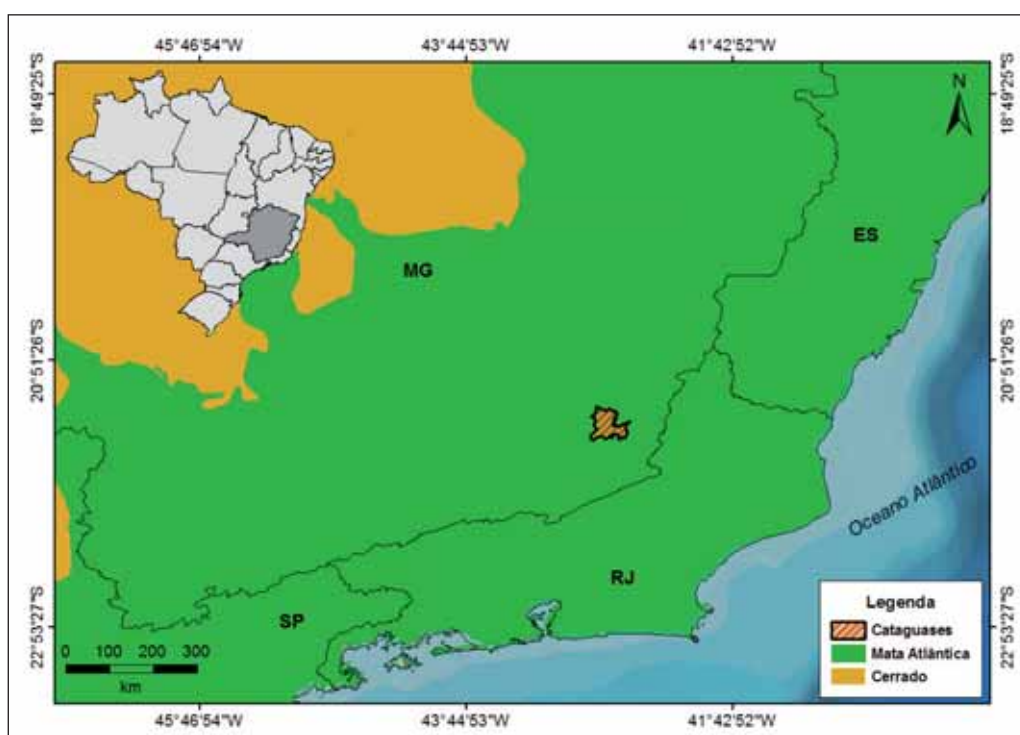 45°46'54"W 43°44'53"W 41°42'52"W
18°49'25"S 18°49'25"S
N
ES
MG
20°51'26"S 20°51'26"S
Oceano Atlântico
RJ
SP
22°53'27"S 22°53'27"S
Legenda
Cataguases
Mata Atlântica
Cerrado
0 100 200 300
km
45°46'54"W 43°44'53"W 41°42'52"W